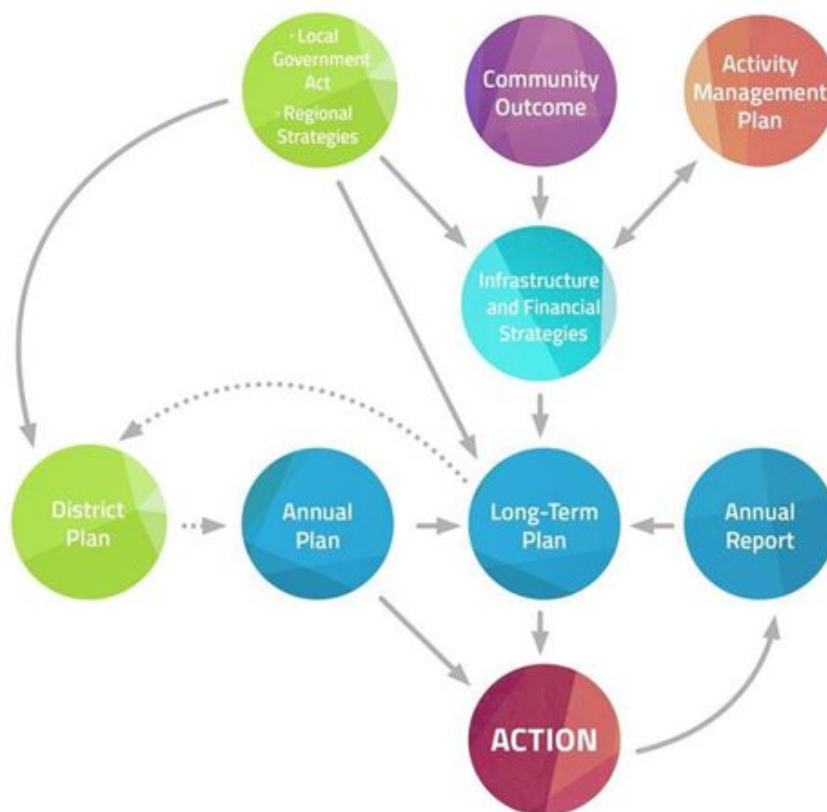 · Local
Government
Act
· Regional
Strategies
Community
Outcome
Activity
Management
Plan
Infrastructure
and Financial
Strategies
District
Plan
Annual
Plan
Long-Term
Plan
Annual
Report
ACTION